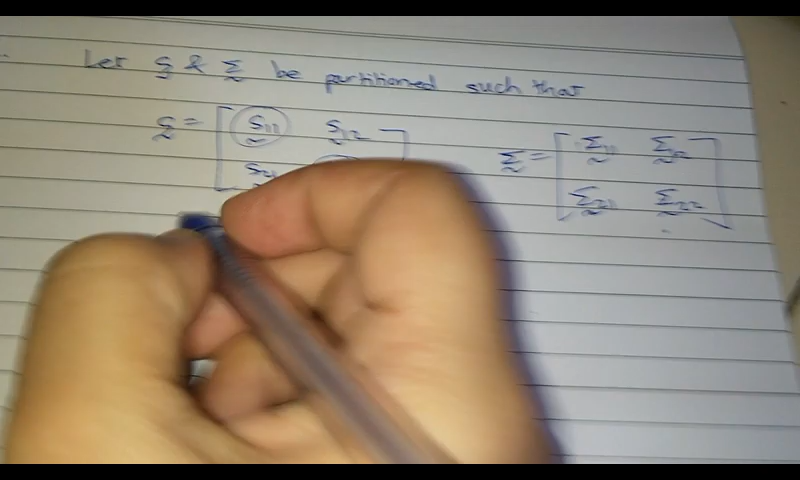 Let S & Σ be partitioned such that
S = [ S11 S12
S21
Σ = [ Σ11 Σ12 ]
Σ21 Σ22